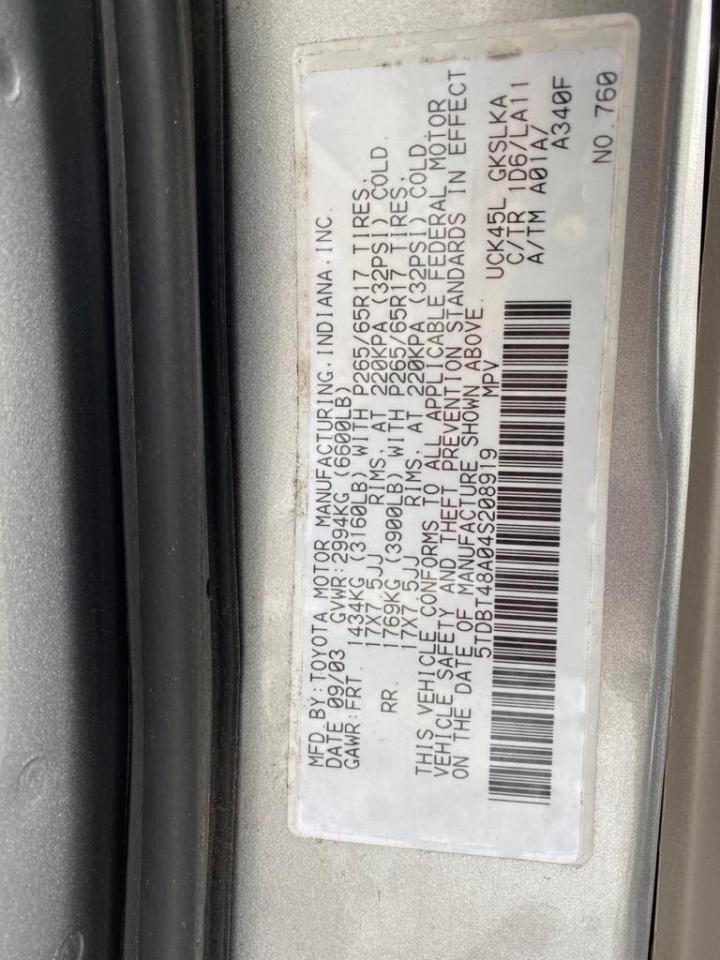 MFD BY:TOYOTA MOTOR MANUFACTURING,INDIANA,INC.
DATE 09/03 GVWR:2994KG (6600LB)
GAWR:FRT. 1434KG (3160LB) WITH P265/65R17 TIRES,
17X7.5JJ RIMS, AT 220KPA (32PSI) COLD.
RR. 1769KG (3900LB) WITH P265/65R17 TIRES,
17X7.5JJ RIMS, AT 220KPA (32PSI) COLD.
THIS VEHICLE CONFORMS TO ALL APPLICABLE FEDERAL MOTOR
VEHICLE SAFETY AND THEFT PREVENTION STANDARDS IN EFFECT
ON THE DATE OF MANUFACTURE SHOWN ABOVE.
5TDBT48A04S208919 MPV
UCK45L GKSLKA
C/TR 1D6/LA11
A/TM A01A/
A340F
NO.760